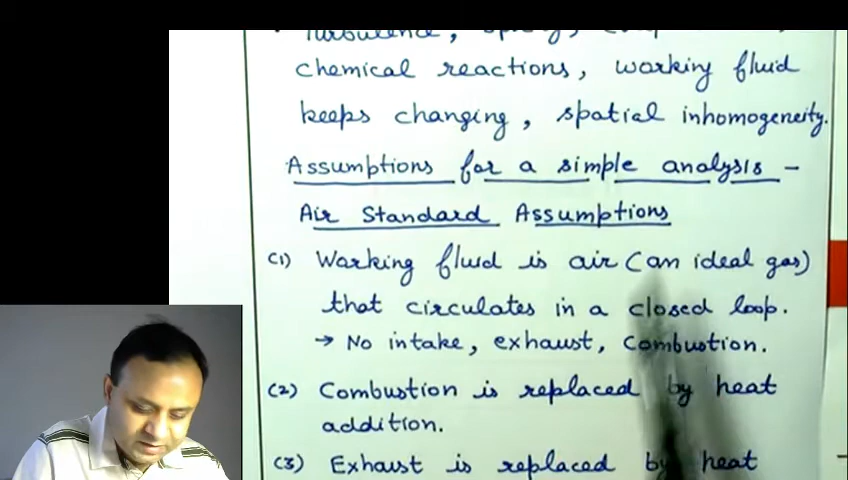 Turbulence,
chemical reactions, working fluid
keeps changing, spatial inhomogeneity.
Assumptions for a simple analysis -
Air Standard Assumptions
(1) Working fluid is air (an ideal gas)
that circulates in a closed loop.
→ No intake, exhaust, combustion.
(2) Combustion is replaced by heat
addition.
(3) Exhaust is replaced by heat